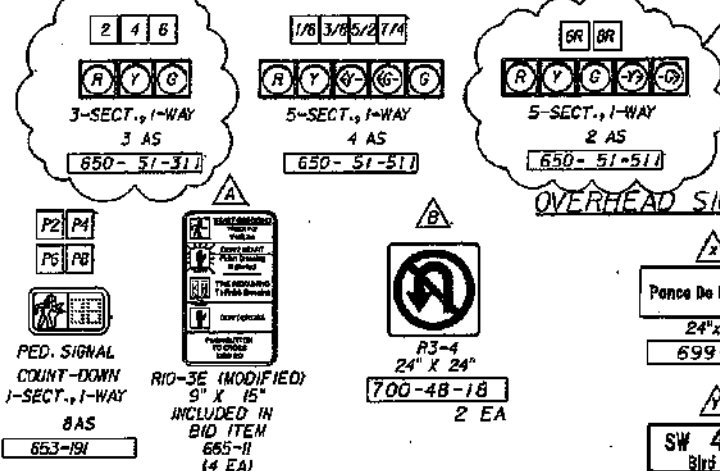 2 4 6
R Y G
3-SECT., 1-WAY
3 AS
650- 51-311
1/6 3/8 5/2 7/4
R Y <Y- <G- G
5-SECT., 1-WAY
4 AS
650- 51-511
6R 8R
R Y G -Y> -G>
5-SECT., 1-WAY
2 AS
650- 51-511
OVERHEAD
P2 P4
P6 P8
PED. SIGNAL
COUNT-DOWN
1-SECT., 1-WAY
8 AS
653-191
A
R10-3E (MODIFIED)
9" X 15"
INCLUDED IN
BID ITEM
665-11
(4 EA)
B
R3-4
24" X 24"
700-48-18
2 EA
X
Ponce De
24"x
699
Y
SW 4
Blvd